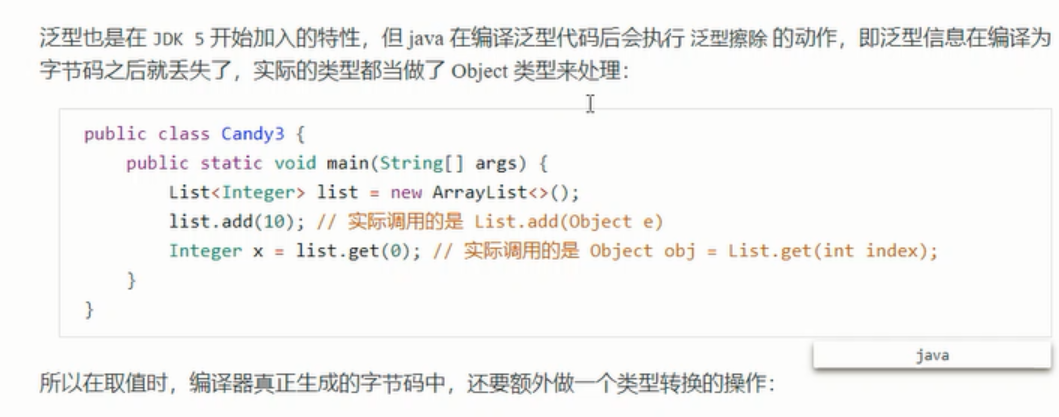 泛型也是在 JDK 5 开始加入的特性，但 java 在编译泛型代码后会执行 泛型擦除 的动作，即泛型信息在编译为
字节码之后就丢失了，实际的类型都当做了 Object 类型来处理：
public class Candy3 {
    public static void main(String[] args) {
        List<Integer> list = new ArrayList<>();
        list.add(10); // 实际调用的是 List.add(Object e)
        Integer x = list.get(0); // 实际调用的是 Object obj = List.get(int index);
    }
}
java
所以在取值时，编译器真正生成的字节码中，还要额外做一个类型转换的操作：